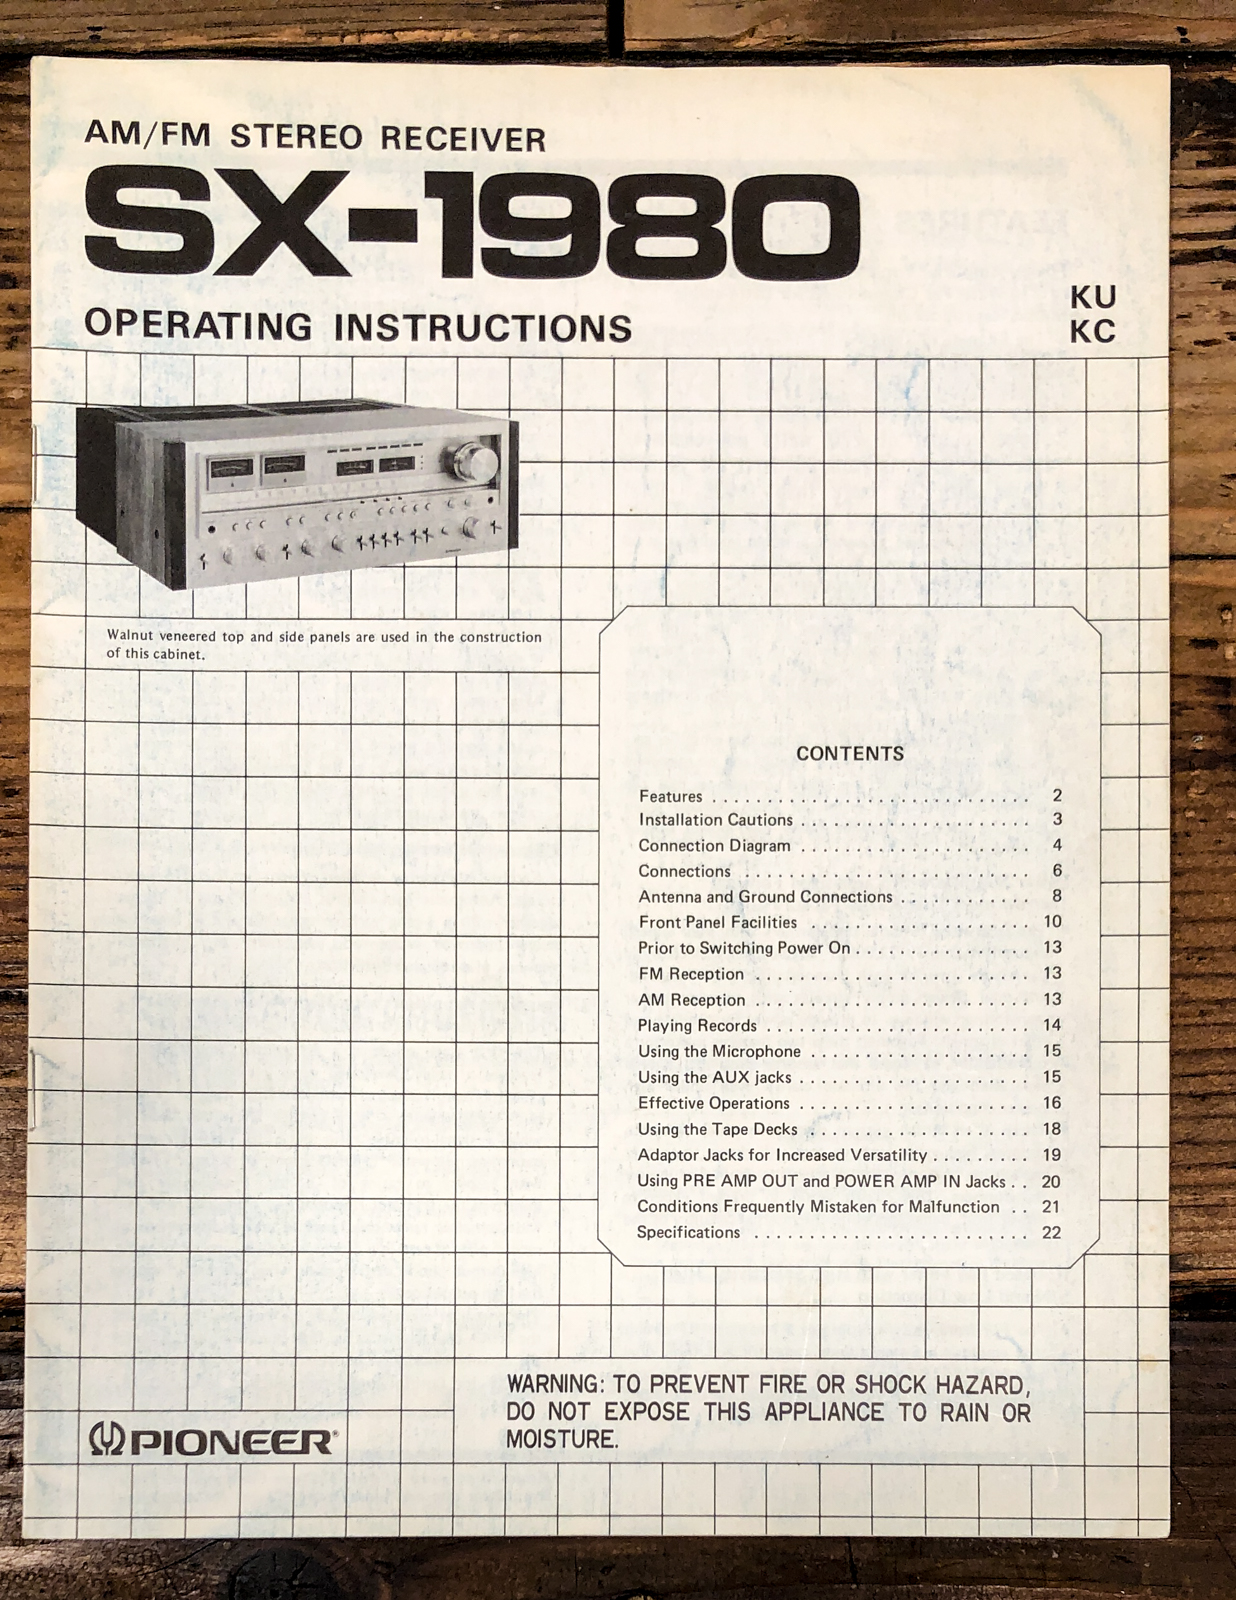 AM/FM STEREO RECEIVER
SX-1980
OPERATING INSTRUCTIONS
KU
KC
Walnut veneered top and side panels are used in the construction
of this cabinet.
CONTENTS
Features . . . . . . . . . . . . . . . . . . . . . . . . . . . . . 2
Installation Cautions . . . . . . . . . . . . . . . . . . . . . 3
Connection Diagram . . . . . . . . . . . . . . . . . . . . . 4
Connections . . . . . . . . . . . . . . . . . . . . . . . . . . 6
Antenna and Ground Connections . . . . . . . . . . . . 8
Front Panel Facilities . . . . . . . . . . . . . . . . . . . . 10
Prior to Switching Power On . . . . . . . . . . . . . . . . 13
FM Reception . . . . . . . . . . . . . . . . . . . . . . . . . 13
AM Reception . . . . . . . . . . . . . . . . . . . . . . . . . 13
Playing Records . . . . . . . . . . . . . . . . . . . . . . . . 14
Using the Microphone . . . . . . . . . . . . . . . . . . . . 15
Using the AUX jacks . . . . . . . . . . . . . . . . . . . . . 15
Effective Operations . . . . . . . . . . . . . . . . . . . . . 16
Using the Tape Decks . . . . . . . . . . . . . . . . . . . . 18
Adaptor Jacks for Increased Versatility . . . . . . . . . 19
Using PRE AMP OUT and POWER AMP IN Jacks . . 20
Conditions Frequently Mistaken for Malfunction . . 21
Specifications . . . . . . . . . . . . . . . . . . . . . . . . . 22
WARNING: TO PREVENT FIRE OR SHOCK HAZARD,
DO NOT EXPOSE THIS APPLIANCE TO RAIN OR
MOISTURE.
PIONEER®